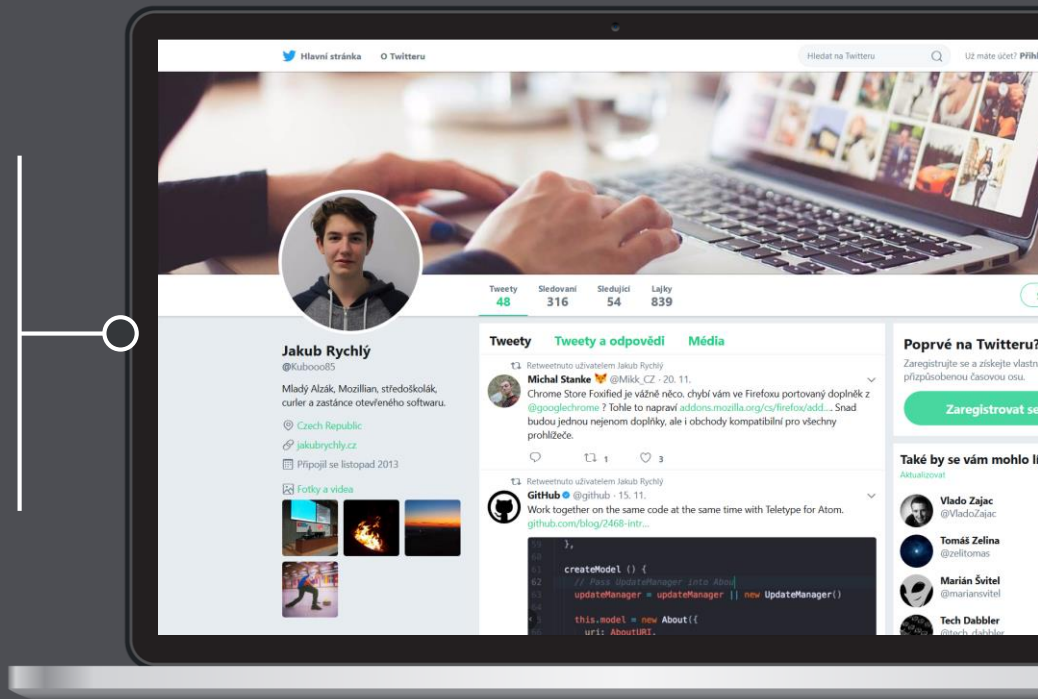 Hlavní stránka O Twitteru
Hledat na Twitteru
Už máte účet?
Tweety Sledovaní Sledující Lajky
48 316 54 839
Jakub Rychlý
@Kubooo85
Mladý Alzák, Mozillian, středoškolák,
curler a zastánce otevřeného softwaru.
Czech Republic
jakubrychly.cz
Připojil se listopad 2013
Fotky a videa
Tweety Tweety a odpovědi Média
Retweetnuto uživatelem Jakub Rychlý
Michal Stanke @Mikk_CZ · 20. 11.
Chrome Store Foxified je vážně něco. chybí vám ve Firefoxu portovaný doplněk z
@googlechrome ? Tohle to napraví addons.mozilla.org/cs/firefox/add.... Snad
budou jednou nejenom doplňky, ale i obchody kompatibilní pro všechny
prohlížeče.
1 3
Retweetnuto uživatelem Jakub Rychlý
GitHub @github · 15. 11.
Work together on the same code at the same time with Teletype for Atom.
github.com/blog/2468-intr...
59 },
60
61 createModel () {
62 // Pass UpdateManager into Abou
63 updateManager = updateManager || new UpdateManager()
64
this.model = new About({
uri: AboutURI,
Poprvé na Twitteru?
Zaregistrujte se a získejte vlastn
přizpůsobenou časovou osu.
Zaregistrovat se
Také by se vám mohlo lí
Aktualizovat
Vlado Zajac
@VladoZajac
Tomáš Zelina
@zelitomas
Marián Švitel
@mariansvitel
Tech Dabbler
@tech_dabbler